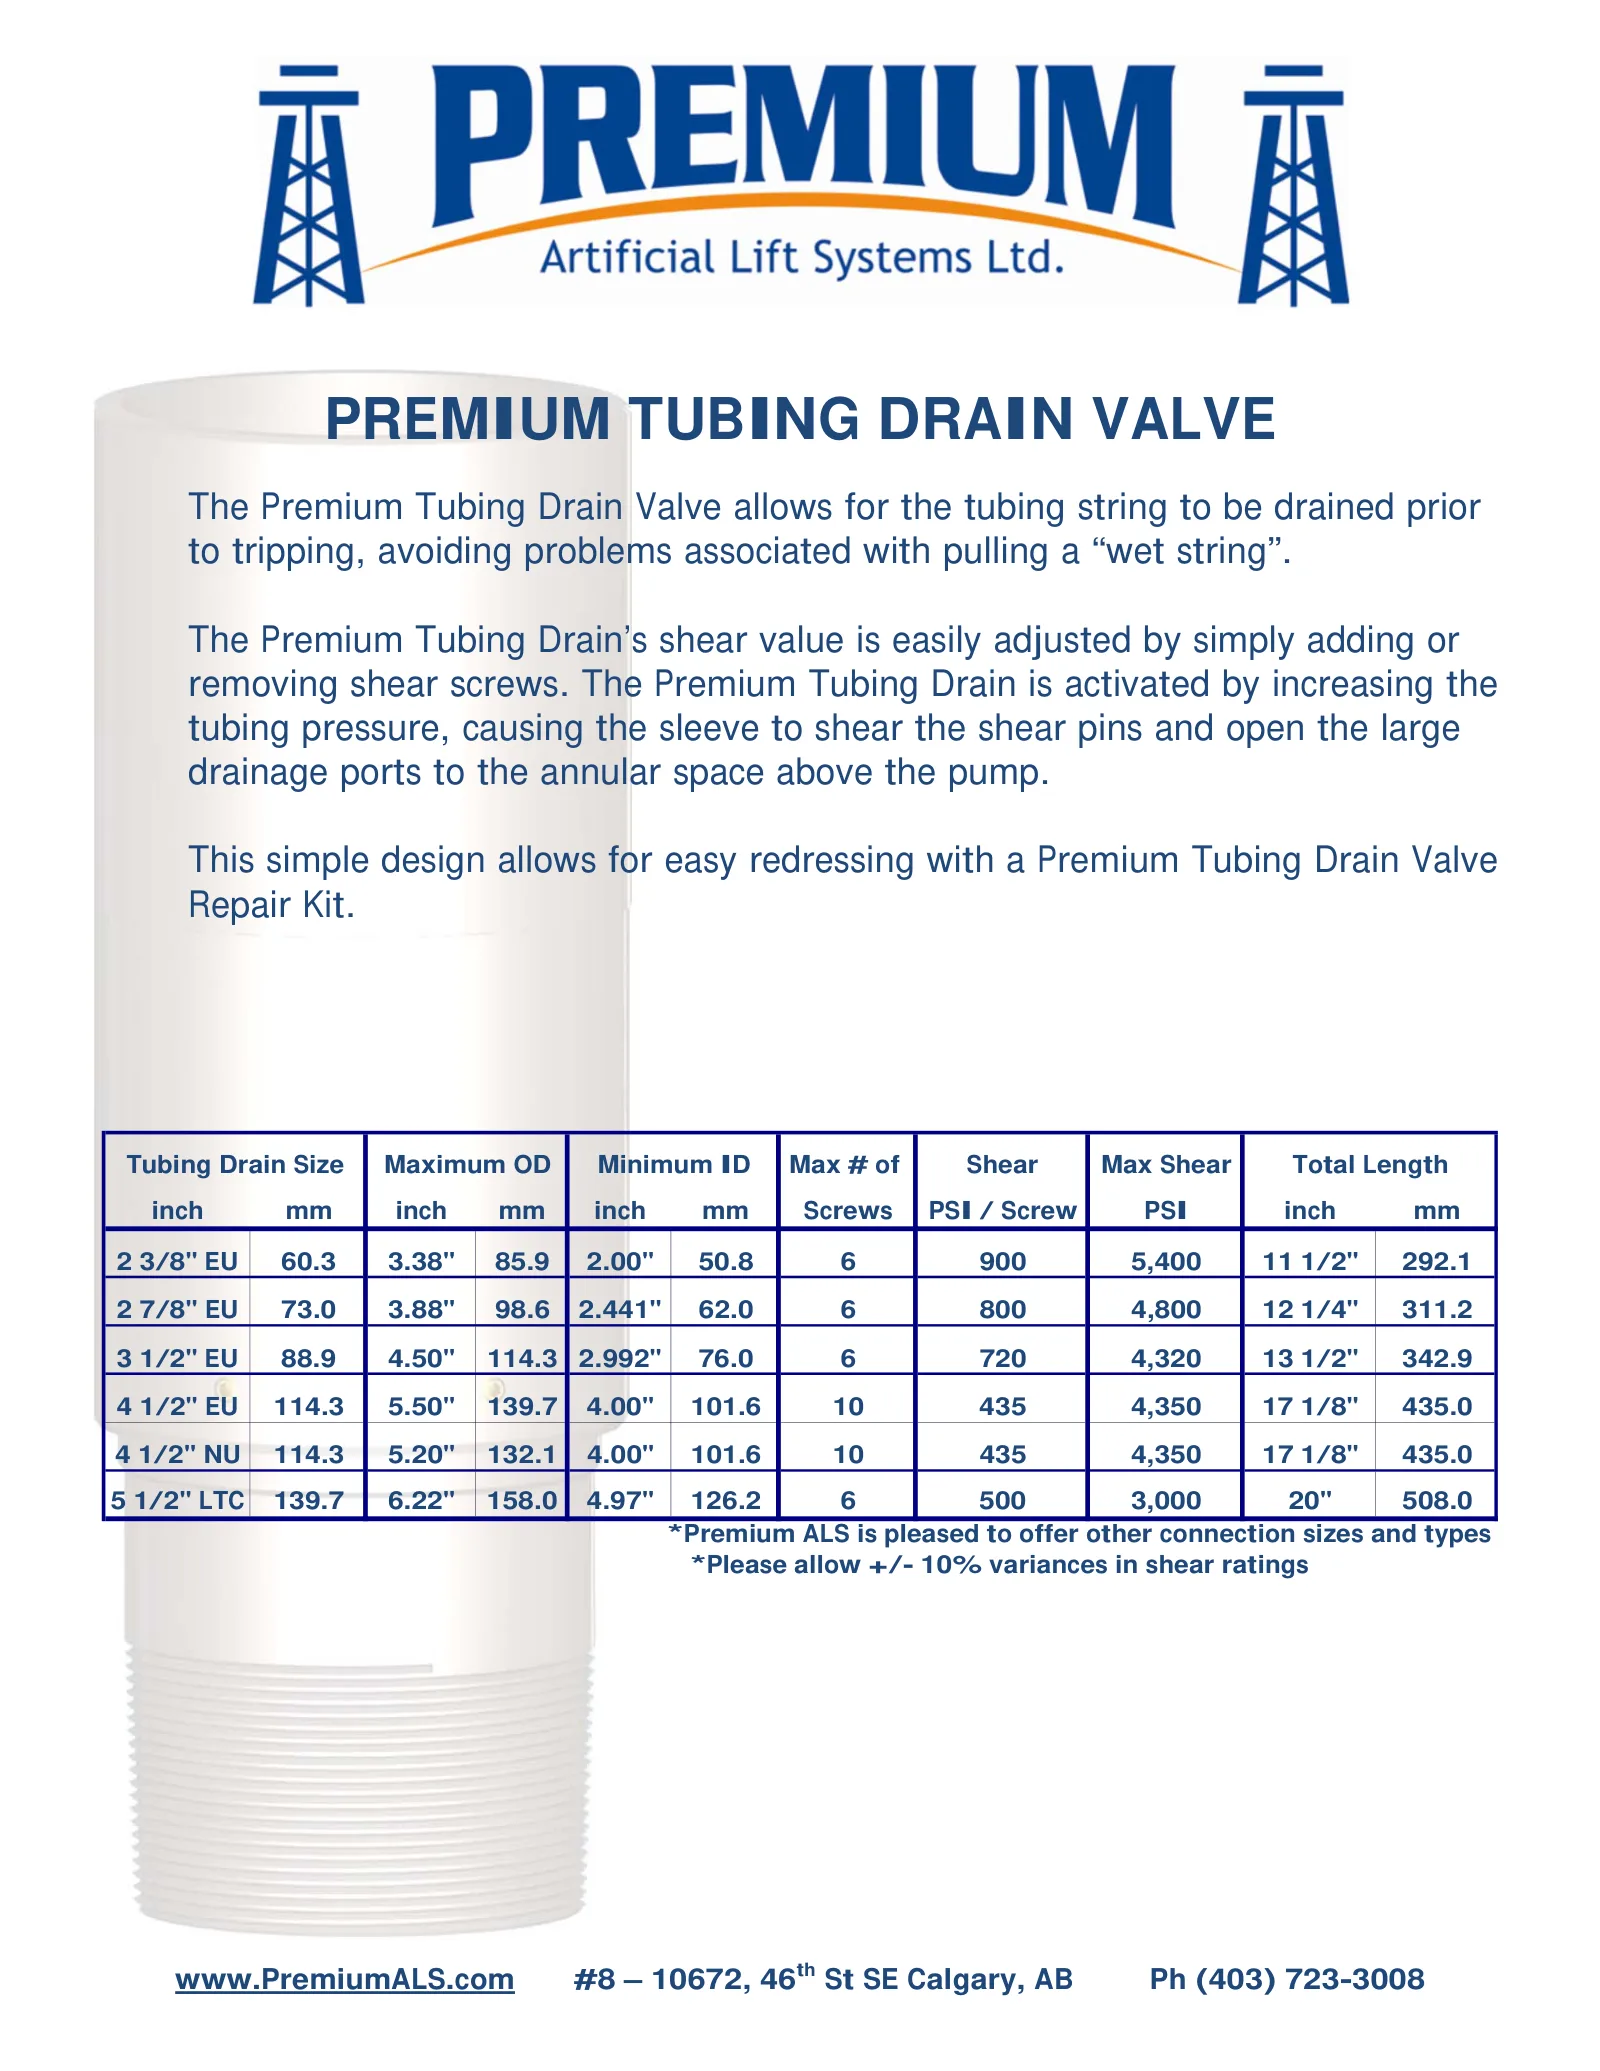 PREMIUM
Artificial Lift Systems Ltd.
PREMIUM TUBING DRAIN VALVE
The Premium Tubing Drain Valve allows for the tubing string to be drained prior
to tripping, avoiding problems associated with pulling a “wet string”.
The Premium Tubing Drain’s shear value is easily adjusted by simply adding or
removing shear screws. The Premium Tubing Drain is activated by increasing the
tubing pressure, causing the sleeve to shear the shear pins and open the large
drainage ports to the annular space above the pump.
This simple design allows for easy redressing with a Premium Tubing Drain Valve
Repair Kit.
Tubing Drain Size Maximum OD Minimum ID Max # of Shear Max Shear Total Length
inch mm inch mm inch mm Screws PSI / Screw PSI inch mm
2 3/8" EU 60.3 3.38" 85.9 2.00" 50.8 6 900 5,400 11 1/2" 292.1
2 7/8" EU 73.0 3.88" 98.6 2.441" 62.0 6 800 4,800 12 1/4" 311.2
3 1/2" EU 88.9 4.50" 114.3 2.992" 76.0 6 720 4,320 13 1/2" 342.9
4 1/2" EU 114.3 5.50" 139.7 4.00" 101.6 10 435 4,350 17 1/8" 435.0
4 1/2" NU 114.3 5.20" 132.1 4.00" 101.6 10 435 4,350 17 1/8" 435.0
5 1/2" LTC 139.7 6.22" 158.0 4.97" 126.2 6 500 3,000 20" 508.0
*Premium ALS is pleased to offer other connection sizes and types
*Please allow +/- 10% variances in shear ratings
www.PremiumALS.com #8 – 10672, 46th St SE Calgary, AB Ph (403) 723-3008